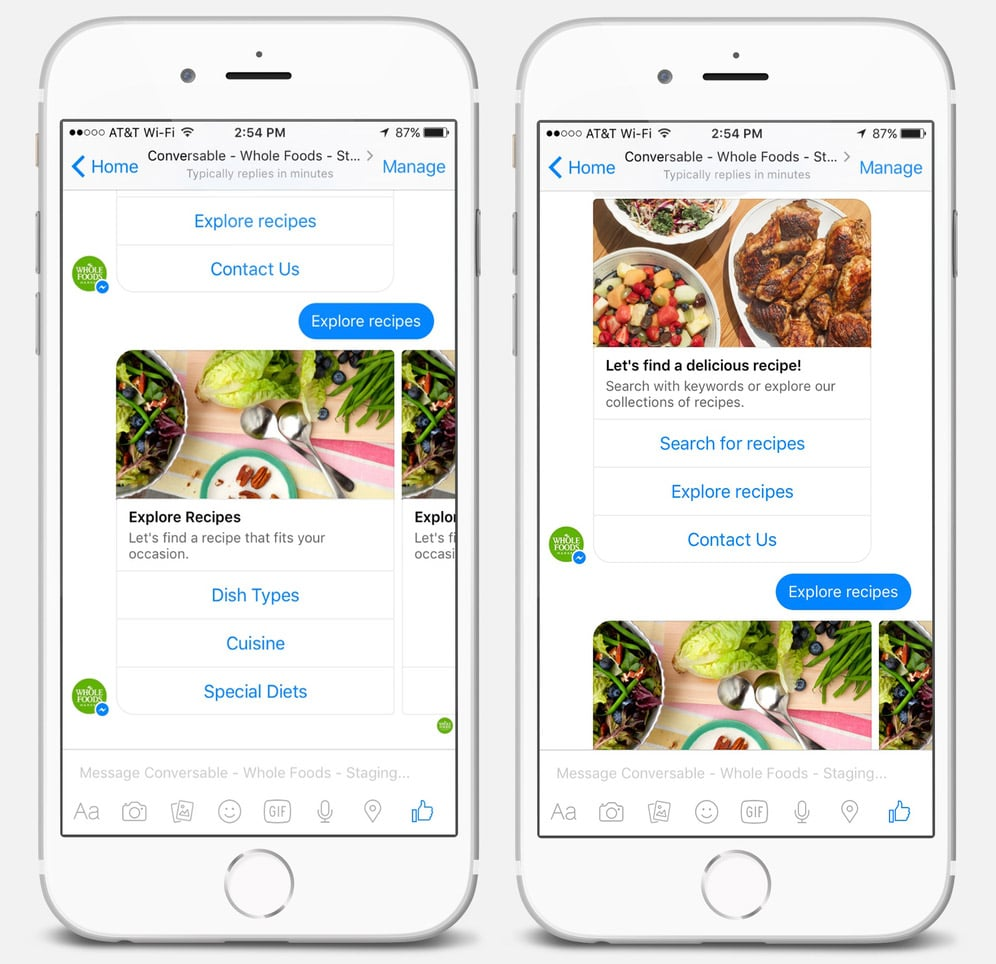 AT&T Wi-Fi 2:54 PM 87%
Home Conversable - Whole Foods - St... Manage
Typically replies in minutes
Explore recipes
Contact Us
WHOLE
FOODS
MARKET
Explore recipes
Explore Recipes
Let's find a recipe that fits your
occasion.
Explo
Let's fi
occasi
Dish Types
Cuisine
Special Diets
WHOLE
FOODS
MARKET
Message Conversable - Whole Foods - Staging...
Aa GIF
AT&T Wi-Fi 2:54 PM 87%
Home Conversable - Whole Foods - St... Manage
Typically replies in minutes
Let's find a delicious recipe!
Search with keywords or explore our
collections of recipes.
Search for recipes
Explore recipes
Contact Us
WHOLE
FOODS
MARKET
Explore recipes
Message Conversable - Whole Foods - Staging...
Aa GIF